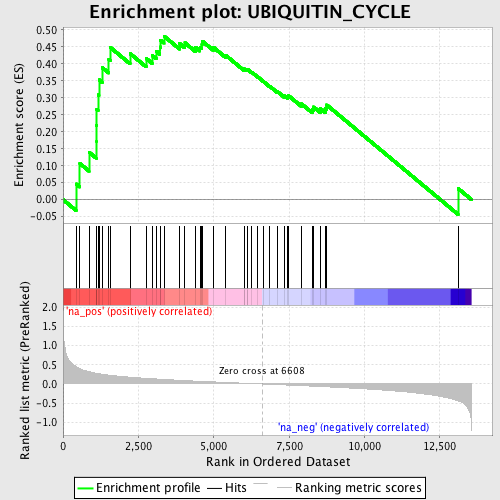 Enrichment plot: UBIQUITIN_CYCLE
Enrichment score (ES)
0.50
0.45
0.40
0.35
0.30
0.25
0.20
0.15
0.10
0.05
0.00
-0.05
'na_pos' (positively correlated)
Ranked list metric (PreRanked)
2.0
1.5
1.0
0.5
0.0
-0.5
-1.0
Zero cross at 6608
'na_neg' (negatively correlated)
0 2,500 5,000 7,500 10,000 12,500
Rank in Ordered Dataset
Enrichment profile Hits Ranking metric scores